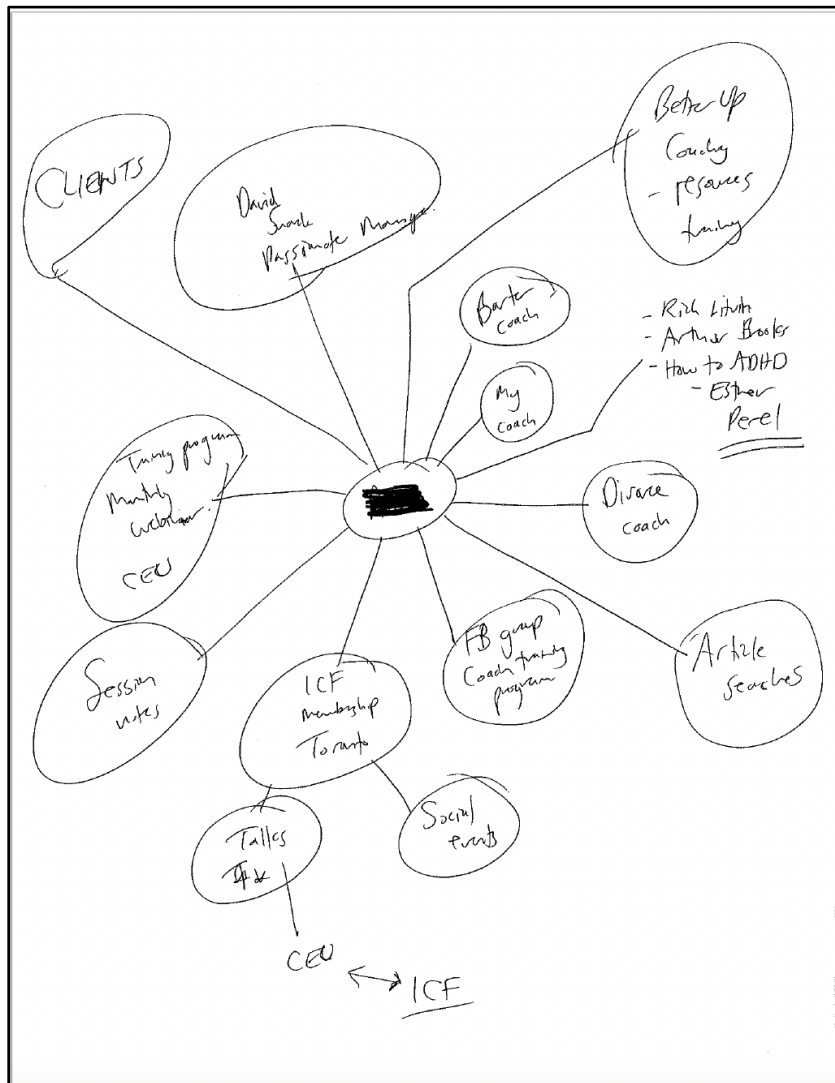 CLIENTS
David
Passionate Manage
Better Up
Coaching
- resources
training
Barter
coach
My
coach
- Rich Litvin
- Arthur Brooks
- How to ADHD
- Esther
Perel
Training program
Monthly
webinar
CEU
Divorce
coach
Session
notes
ICF
membership
Toronto
FB group
Coach training
program
Article
searches
Talks
Social
events
CEU
ICF